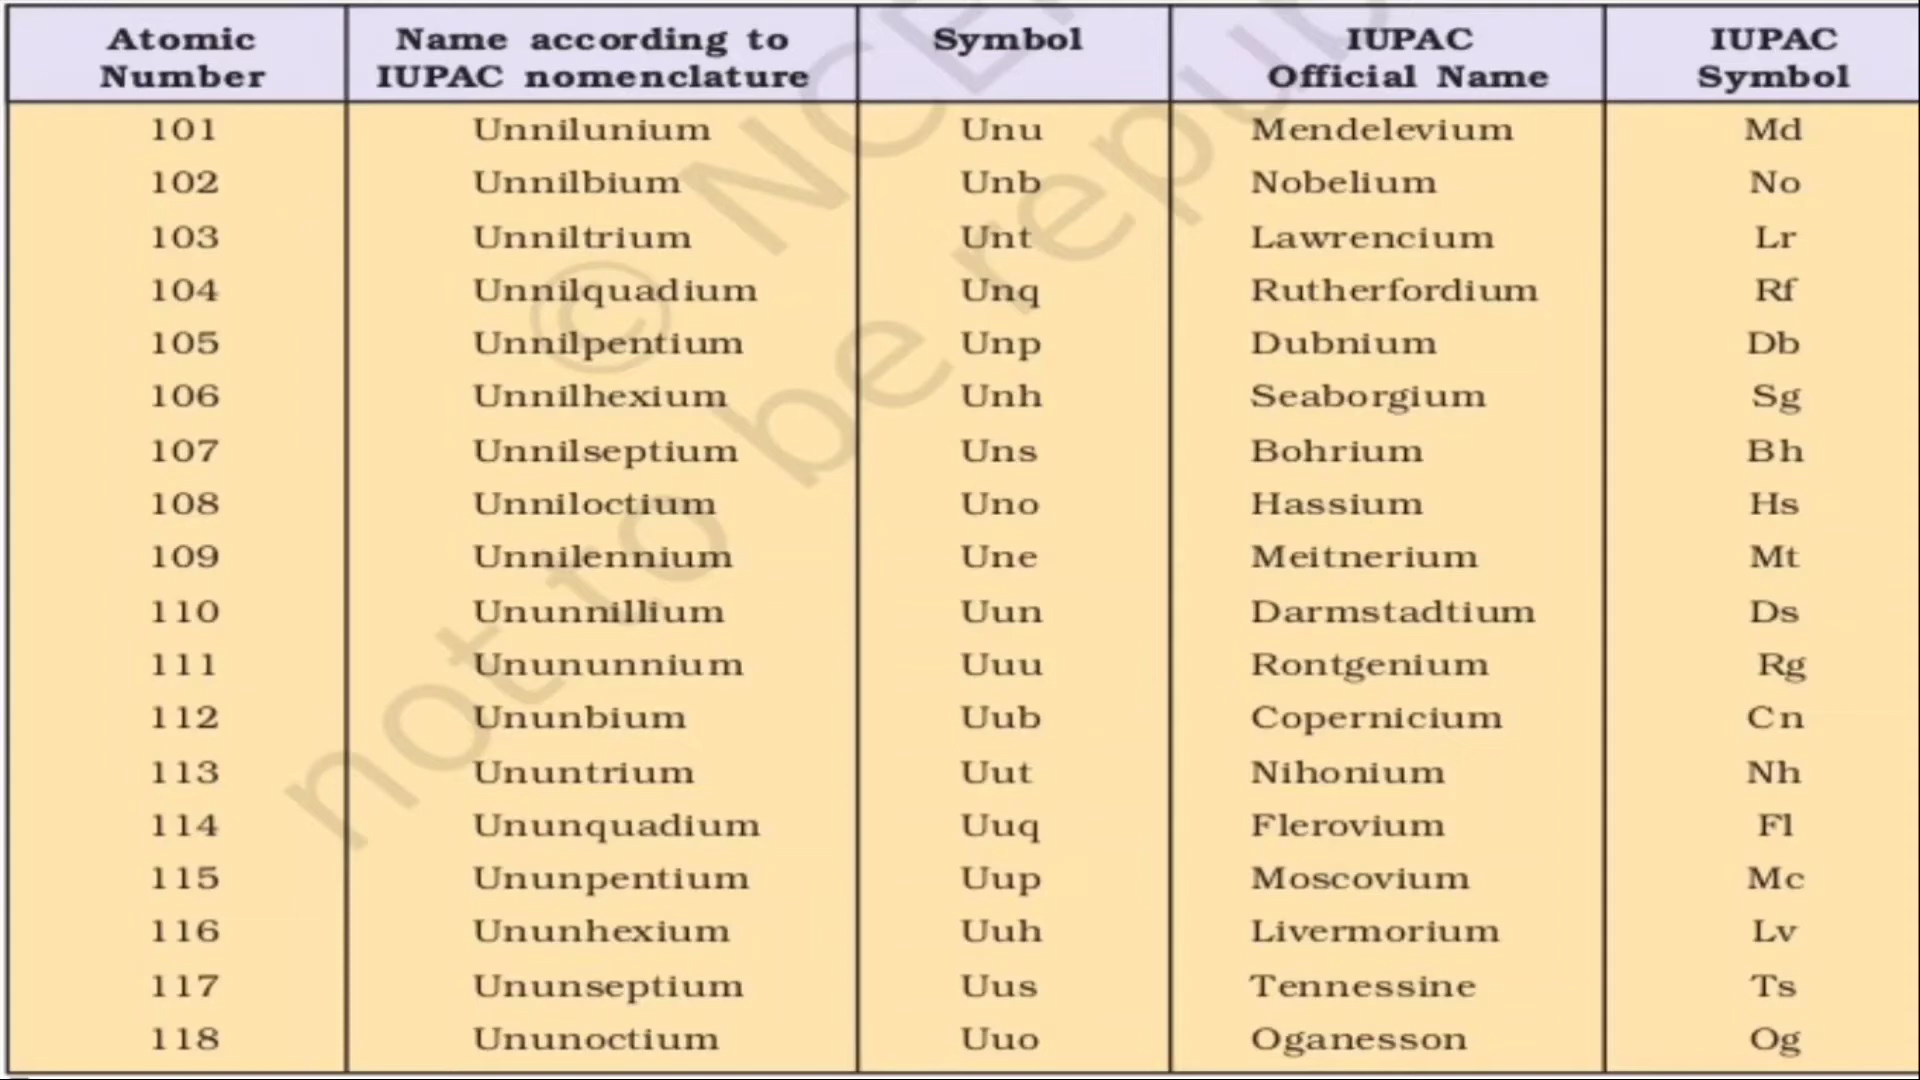 Atomic Number Name according to IUPAC nomenclature Symbol IUPAC Official Name IUPAC Symbol
101 Unnilunium Unu Mendelevium Md
102 Unnilbium Unb Nobelium No
103 Unniltrium Unt Lawrencium Lr
104 Unnilquadium Unq Rutherfordium Rf
105 Unnilpentium Unp Dubnium Db
106 Unnilhexium Unh Seaborgium Sg
107 Unnilseptium Uns Bohrium Bh
108 Unniloctium Uno Hassium Hs
109 Unnilennium Une Meitnerium Mt
110 Ununnillium Uun Darmstadtium Ds
111 Unununnium Uuu Rontgenium Rg
112 Ununbium Uub Copernicium Cn
113 Ununtrium Uut Nihonium Nh
114 Ununquadium Uuq Flerovium Fl
115 Ununpentium Uup Moscovium Mc
116 Ununhexium Uuh Livermorium Lv
117 Ununseptium Uus Tennessine Ts
118 Ununoctium Uuo Oganesson Og
not to be